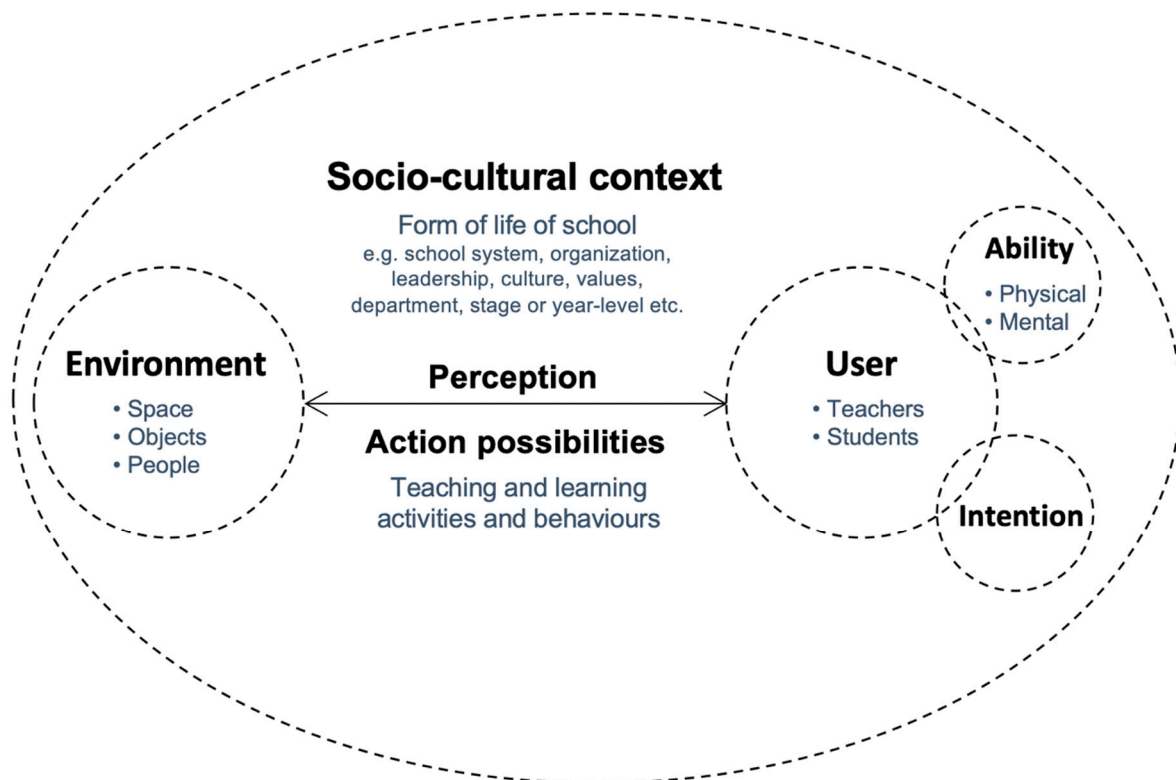 Socio-cultural context
Form of life of school
e.g. school system, organization,
leadership, culture, values,
department, stage or year-level etc.
Environment
• Space
• Objects
• People
Perception
Action possibilities
Teaching and learning
activities and behaviours
User
• Teachers
• Students
Ability
• Physical
• Mental
Intention